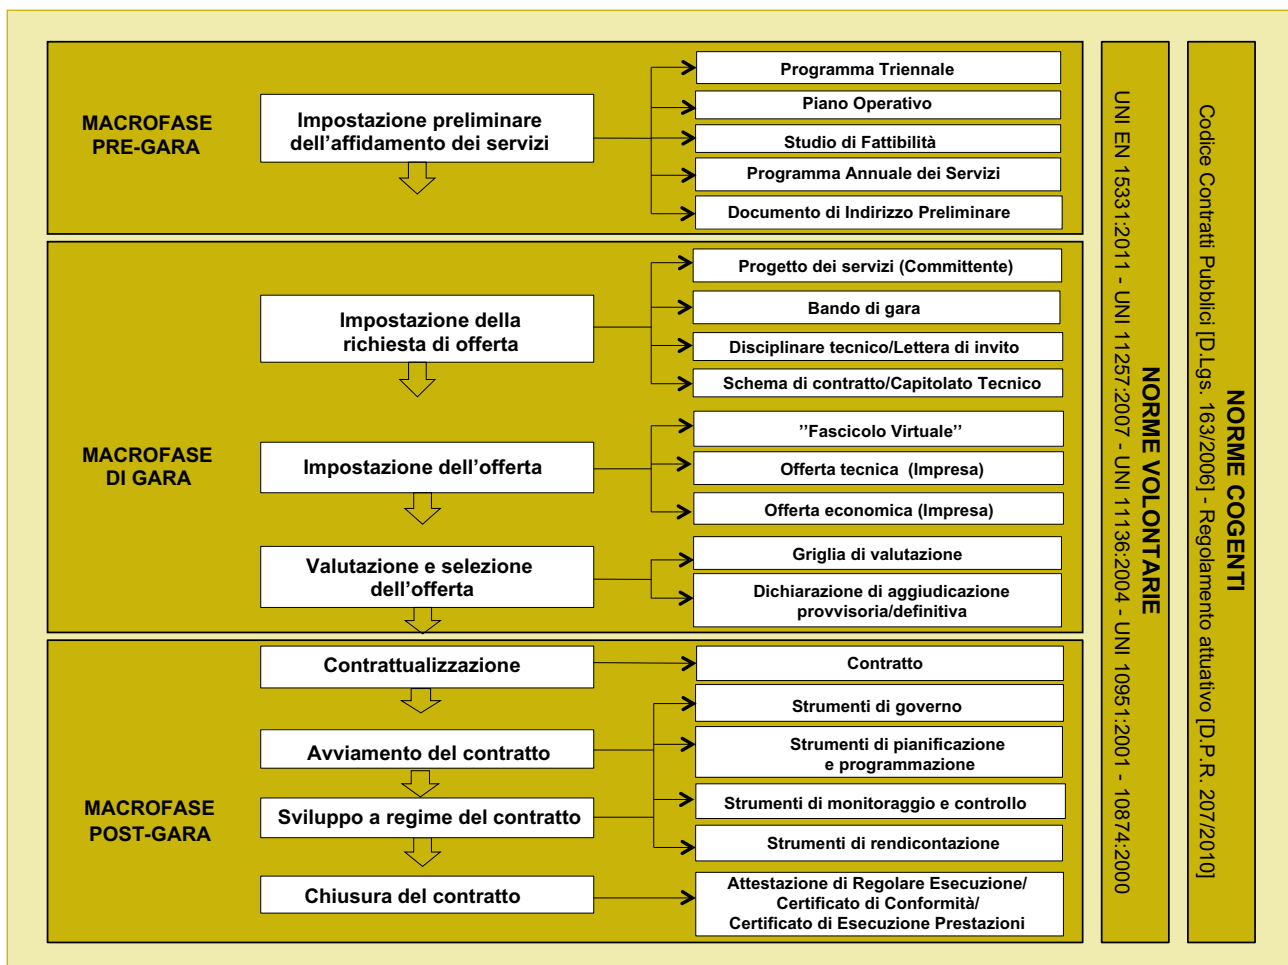 MACROFASE
PRE-GARA
Impostazione preliminare
dell'affidamento dei servizi
Programma Triennale
Piano Operativo
Studio di Fattibilità
Programma Annuale dei Servizi
Documento di Indirizzo Preliminare
MACROFASE
DI GARA
Impostazione della
richiesta di offerta
Progetto dei servizi (Committente)
Bando di gara
Disciplinare tecnico/Lettera di invito
Schema di contratto/Capitolato Tecnico
Impostazione dell'offerta
''Fascicolo Virtuale''
Offerta tecnica (Impresa)
Offerta economica (Impresa)
Valutazione e selezione
dell'offerta
Griglia di valutazione
Dichiarazione di aggiudicazione
provvisoria/definitiva
MACROFASE
POST-GARA
Contrattualizzazione
Contratto
Avviamento del contratto
Sviluppo a regime del contratto
Strumenti di governo
Strumenti di pianificazione
e programmazione
Strumenti di monitoraggio e controllo
Strumenti di rendicontazione
Chiusura del contratto
Attestazione di Regolare Esecuzione/
Certificato di Conformità/
Certificato di Esecuzione Prestazioni
NORME VOLONTARIE
UNI EN 15331:2011 - UNI 11257:2007 - UNI 11136:2004 - UNI 10951:2001 - 10874:2000
NORME COGENTI
Codice Contratti Pubblici [D.Lgs. 163/2006] - Regolamento attuativo [D.P.R. 207/2010]